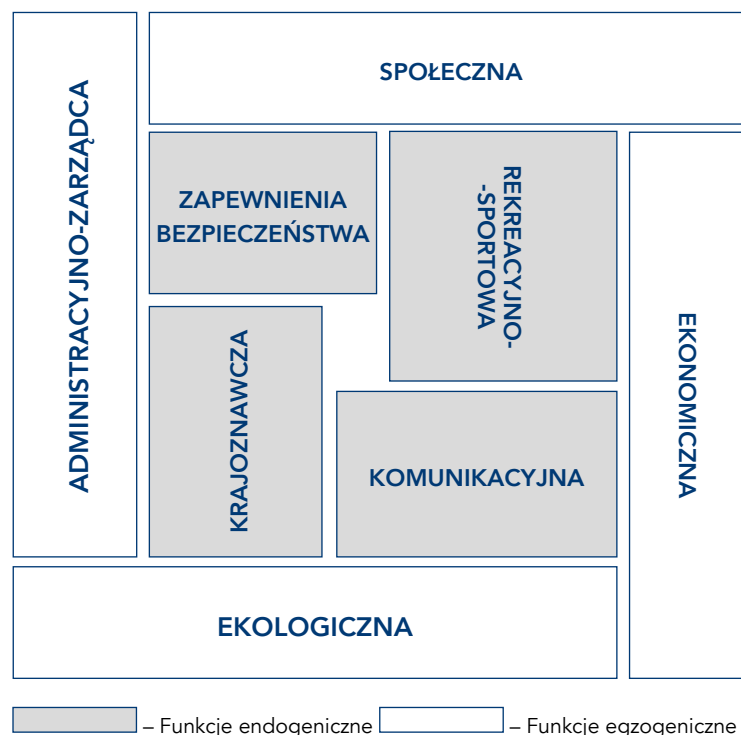 ADMINISTRACYJNO-ZARZĄDCA
SPOŁECZNA
ZAPEWNIENIA
BEZPIECZEŃSTWA
REKREACYJNO-
-SPORTOWA
KRAJOZNAWCZA
KOMUNIKACYJNA
EKONOMICZNA
EKOLOGICZNA
– Funkcje endogeniczne
– Funkcje egzogeniczne